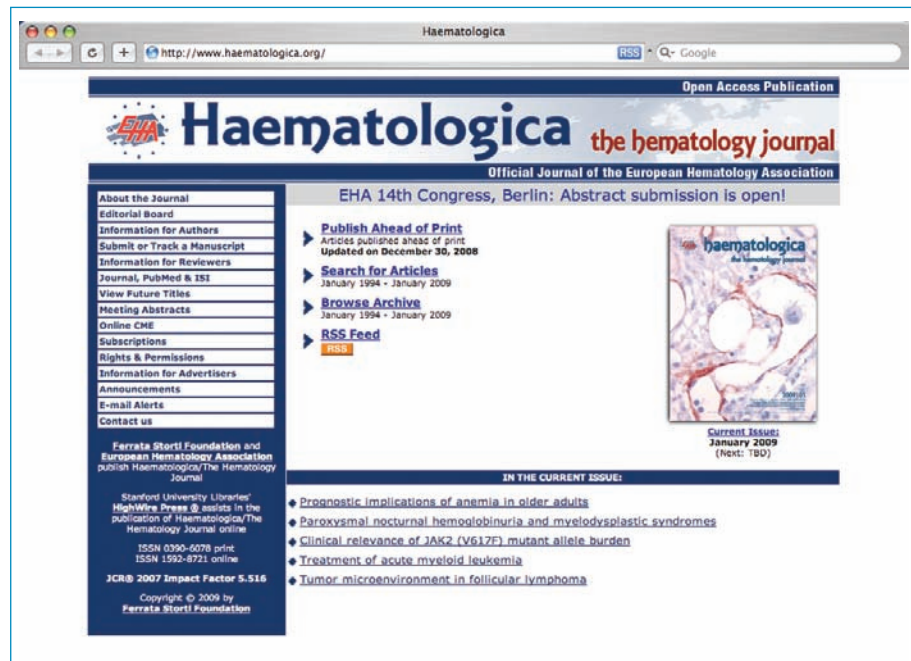 Haematologica
http://www.haematologica.org/
RSS
Google
Open Access Publication
EHA
Haematologica the hematology journal
Official Journal of the European Hematology Association
About the Journal
Editorial Board
Information for Authors
Submit or Track a Manuscript
Information for Reviewers
Journal, PubMed & ISI
View Future Titles
Meeting Abstracts
Online CME
Subscriptions
Rights & Permissions
Information for Advertisers
Announcements
E-mail Alerts
Contact us
Ferrata Storti Foundation and
European Hematology Association
publish Haematologica/The Hematology
Journal
Stanford University Libraries'
HighWire Press ® assists in the
publication of Haematologica/The
Hematology Journal online
ISSN 0390-6078 print
ISSN 1592-8721 online
JCR® 2007 Impact Factor 5.516
Copyright © 2009 by
Ferrata Storti Foundation
EHA 14th Congress, Berlin: Abstract submission is open!
Publish Ahead of Print
Articles published ahead of print
Updated on December 30, 2008
Search for Articles
January 1994 - January 2009
Browse Archive
January 1994 - January 2009
RSS Feed
RSS
haematologica
the hematology journal
Current Issue:
January 2009
(Next: TBD)
IN THE CURRENT ISSUE:
Prognostic implications of anemia in older adults
Paroxysmal nocturnal hemoglobinuria and myelodysplastic syndromes
Clinical relevance of JAK2 (V617F) mutant allele burden
Treatment of acute myeloid leukemia
Tumor microenvironment in follicular lymphoma